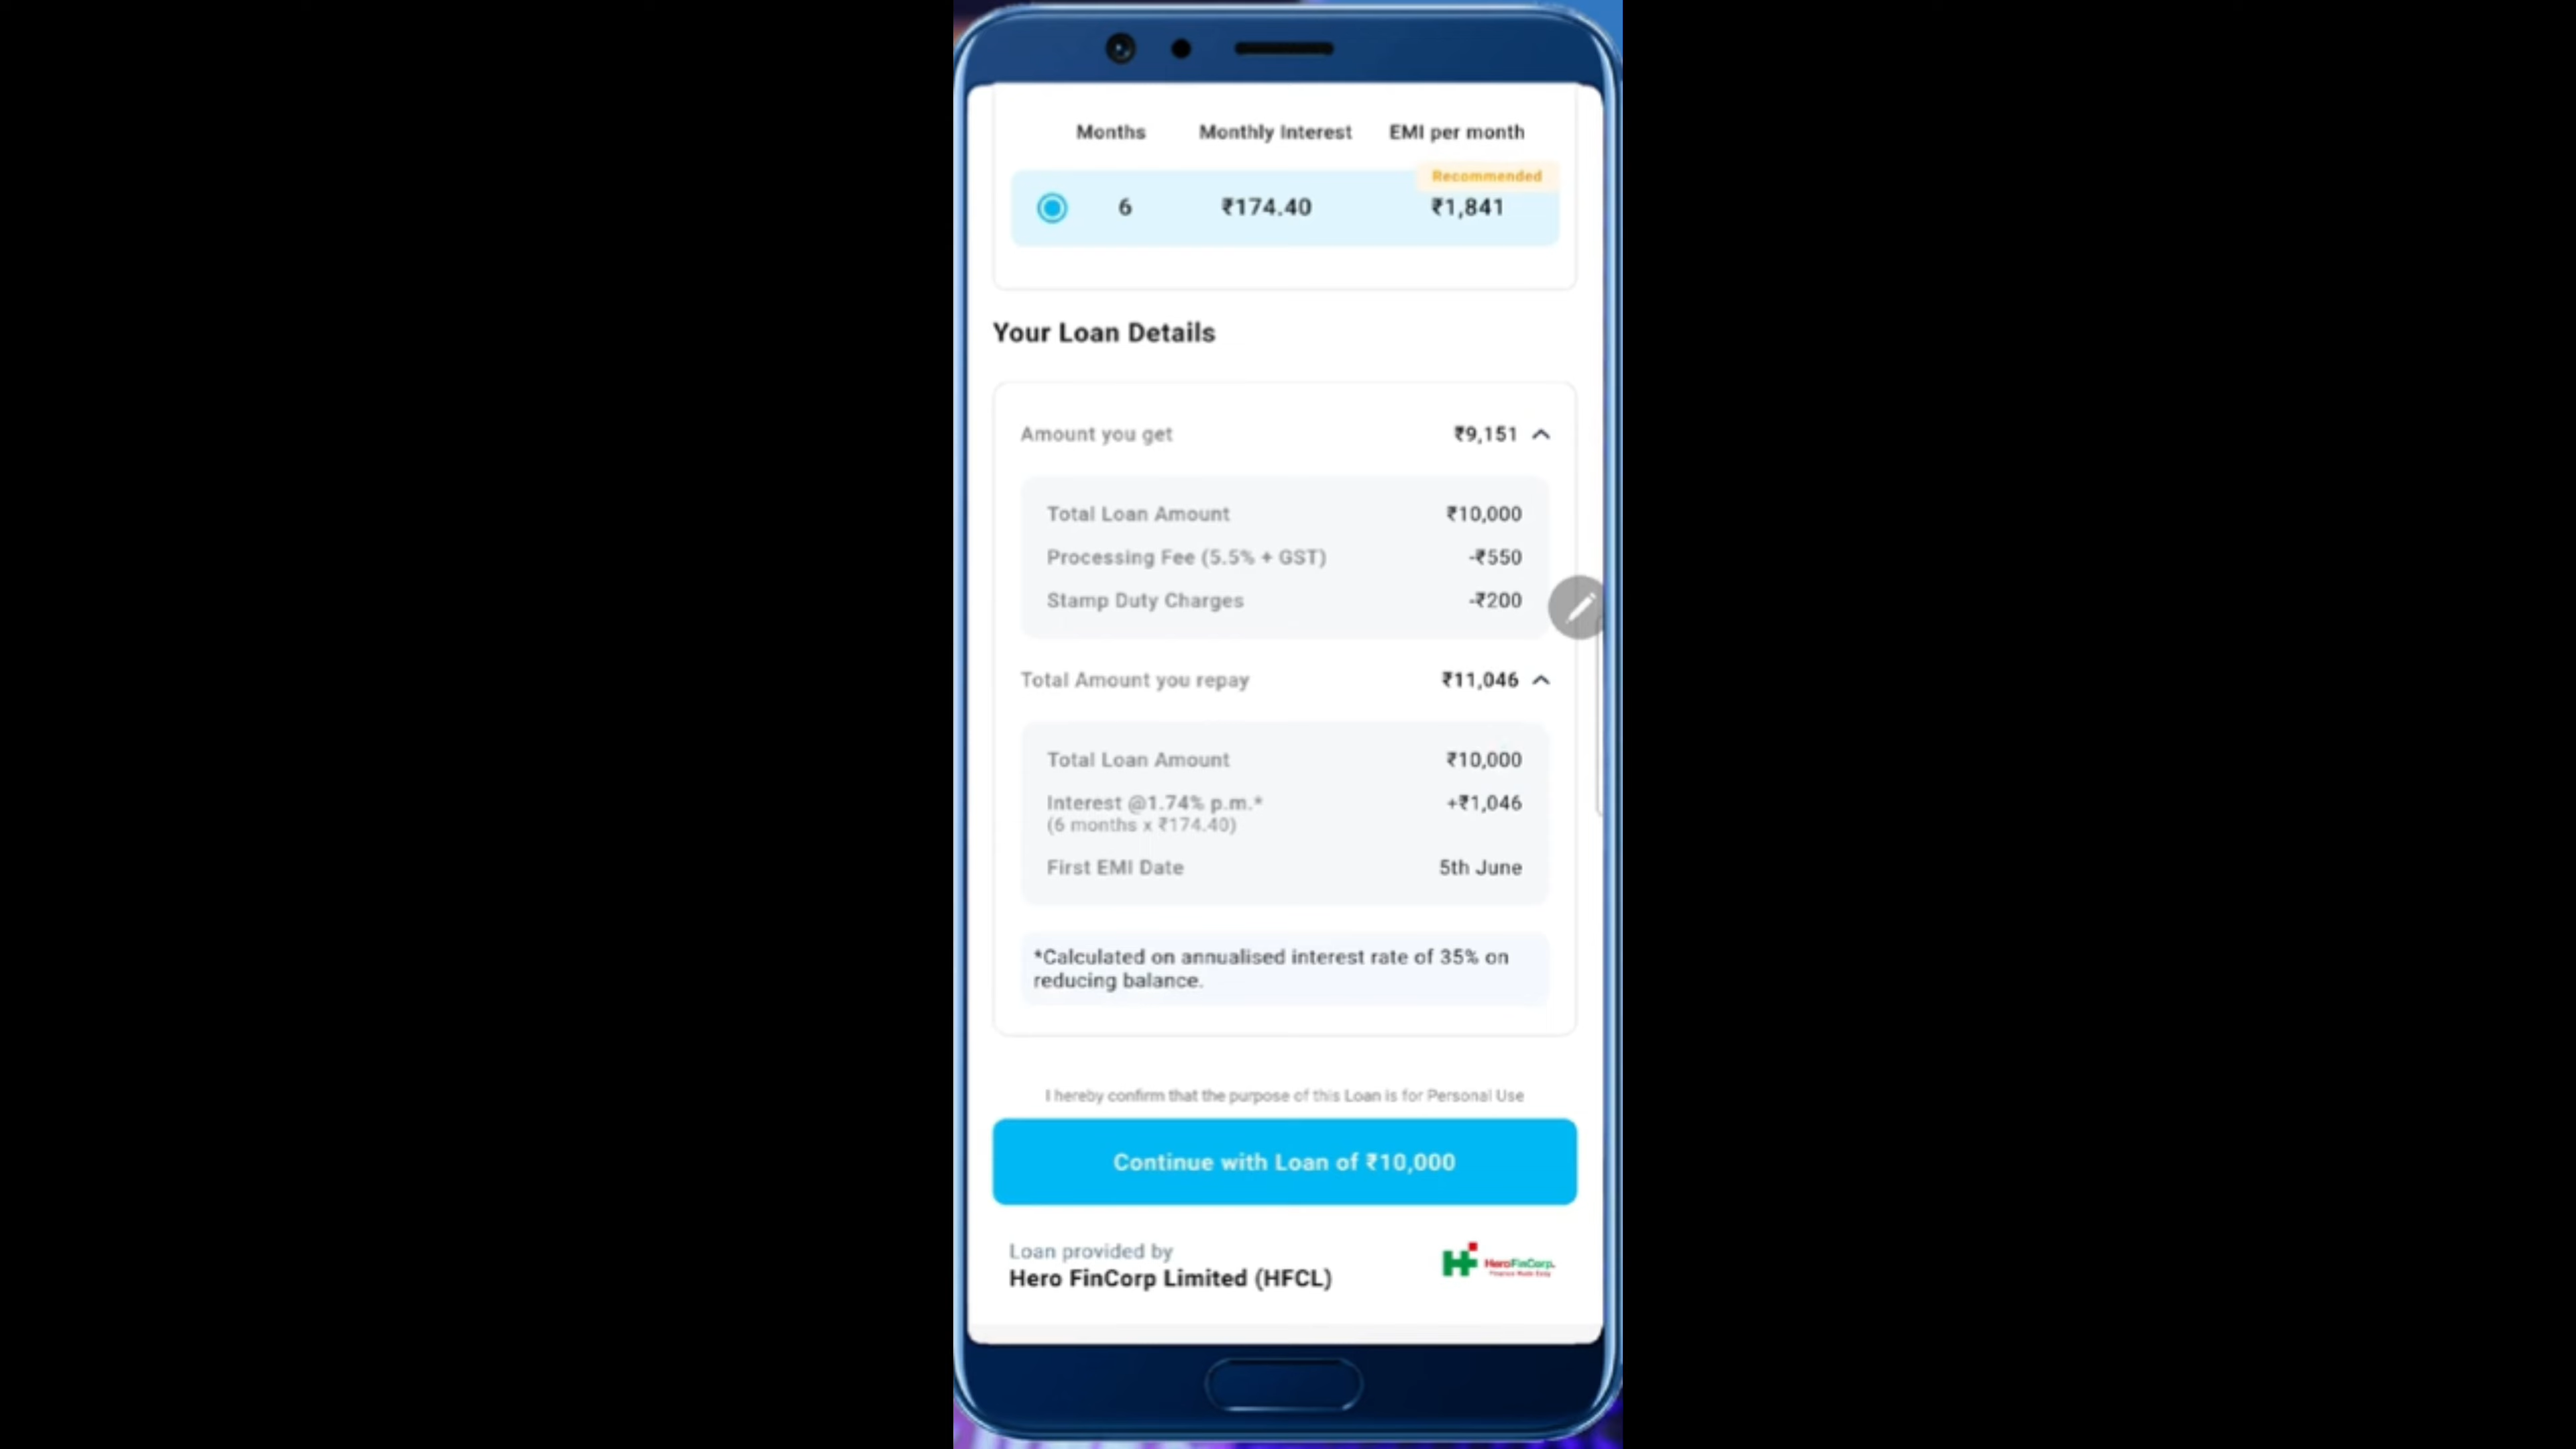 Months Monthly Interest EMI per month
Recommended
6 ₹174.40 ₹1,841
Your Loan Details
Amount you get ₹9,151
Total Loan Amount ₹10,000
Processing Fee (5.5% + GST) -₹550
Stamp Duty Charges -₹200
Total Amount you repay ₹11,046
Total Loan Amount ₹10,000
Interest @1.74% p.m.* +₹1,046
(6 months x ₹174.40)
First EMI Date 5th June
*Calculated on annualised interest rate of 35% on
reducing balance.
I hereby confirm that the purpose of this Loan is for Personal Use
Continue with Loan of ₹10,000
Loan provided by
Hero FinCorp Limited (HFCL)
HeroFinCorp.
Finance Made Easy